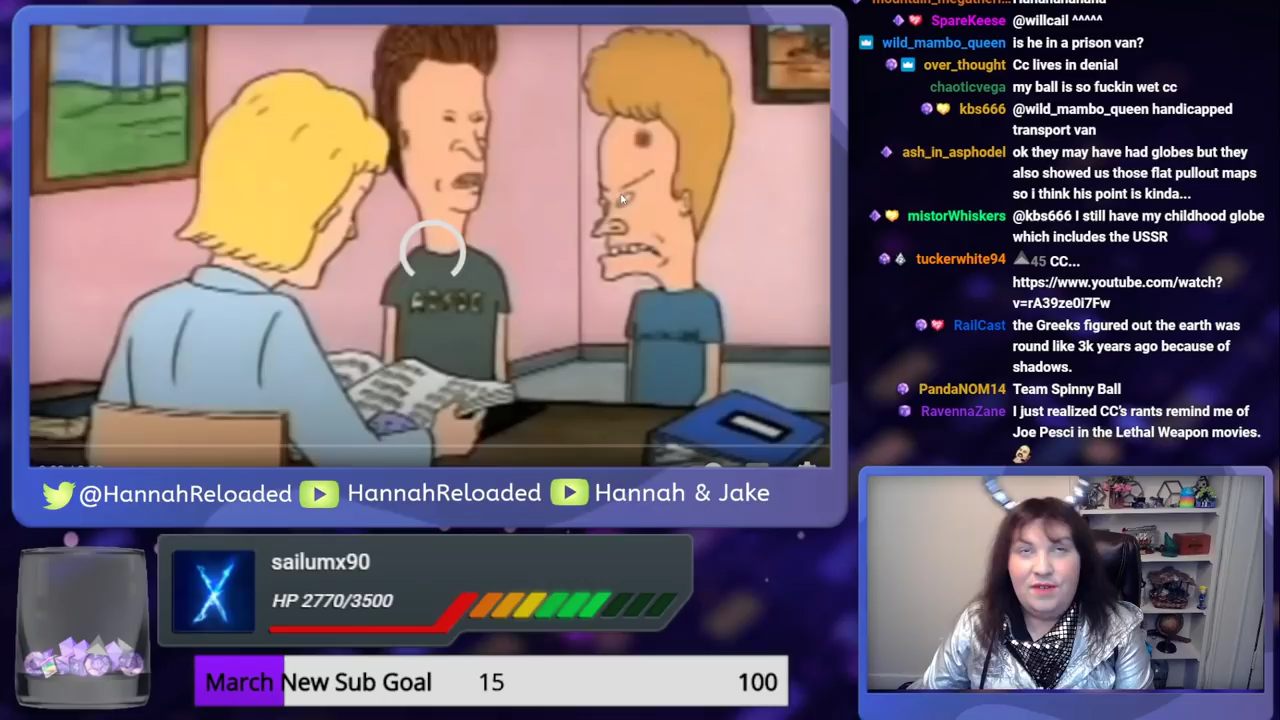 SpareKeese @willcail ^^^^^
wild_mambo_queen is he in a prison van?
over_thought Cc lives in denial
chaoticvega my ball is so fuckin wet cc
kbs666 @wild_mambo_queen handicapped
transport van
ash_in_asphodel ok they may have had globes but they
also showed us those flat pullout maps
so i think his point is kinda...
mistorWhiskers @kbs666 I still have my childhood globe
which includes the USSR
tuckerwhite94 45 CC...
https://www.youtube.com/watch?
v=rA39ze0i7Fw
RailCast the Greeks figured out the earth was
round like 3k years ago because of
shadows.
PandaNOM14 Team Spinny Ball
RavennaZane I just realized CC's rants remind me of
Joe Pesci in the Lethal Weapon movies.
@HannahReloaded HannahReloaded Hannah & Jake
sailumx90
HP 2770/3500
March New Sub Goal 15 100